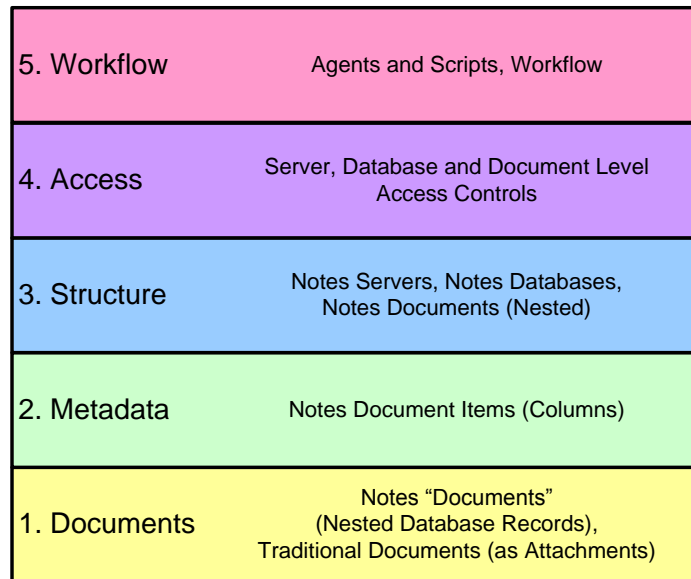 5. Workflow
Agents and Scripts, Workflow
4. Access
Server, Database and Document Level
Access Controls
3. Structure
Notes Servers, Notes Databases,
Notes Documents (Nested)
2. Metadata
Notes Document Items (Columns)
1. Documents
Notes “Documents”
(Nested Database Records),
Traditional Documents (as Attachments)